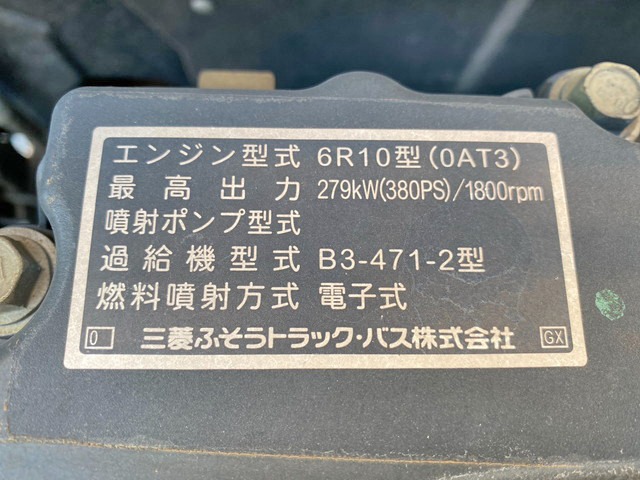 エンジン型式 6R10型(0AT3)
最高出力 279kW(380PS)/1800rpm
噴射ポンプ型式
過給機型式 B3-471-2型
燃料噴射方式 電子式
0 三菱ふそうトラック・バス株式会社 GX